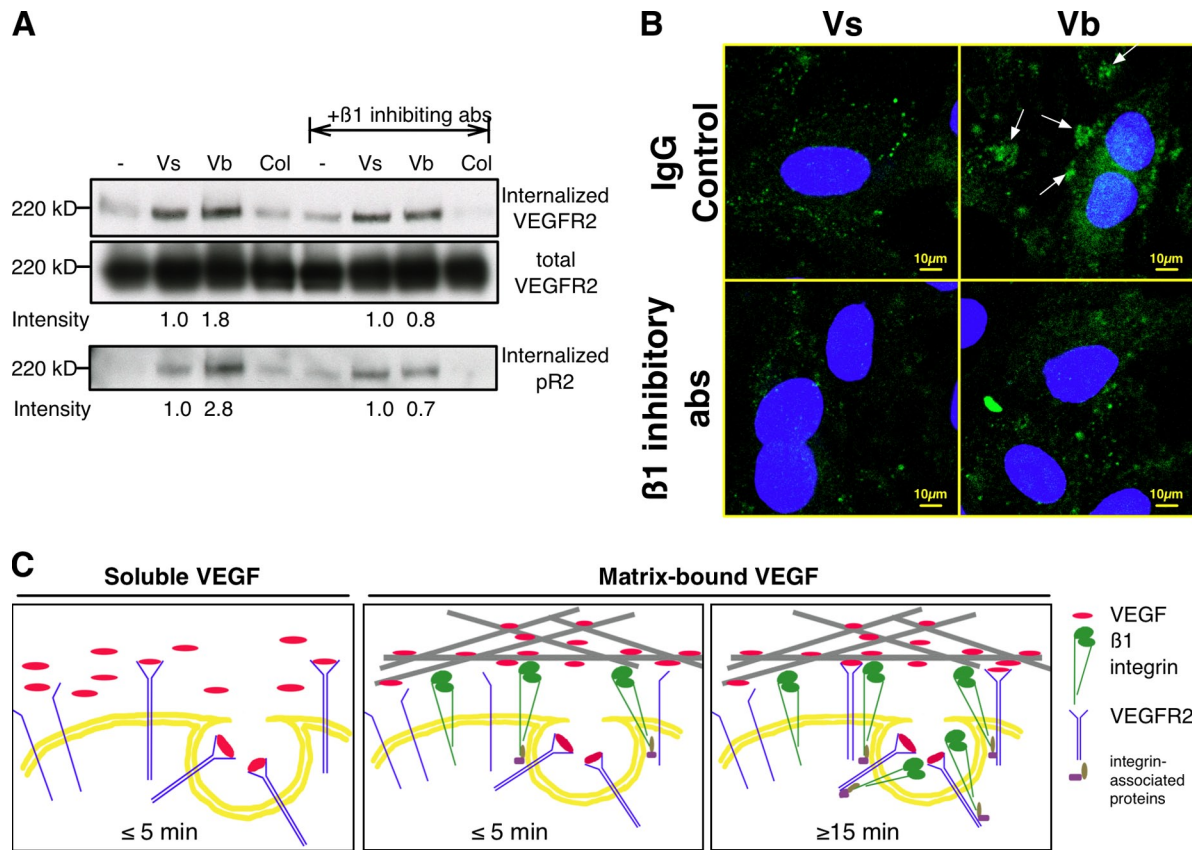 A
+ß1 inhibiting abs
- Vs Vb Col - Vs Vb Col
220 kD
Internalized
VEGFR2
220 kD
total
VEGFR2
Intensity 1.0 1.8 1.0 0.8
220 kD
Internalized
pR2
Intensity 1.0 2.8 1.0 0.7
B
Vs Vb
IgG
Control
10µm 10µm
ß1 inhibitory
abs
10µm 10µm
C
Soluble VEGF Matrix-bound VEGF
≤ 5 min ≤ 5 min ≥15 min
VEGF
ß1
integrin
VEGFR2
integrin-
associated
proteins